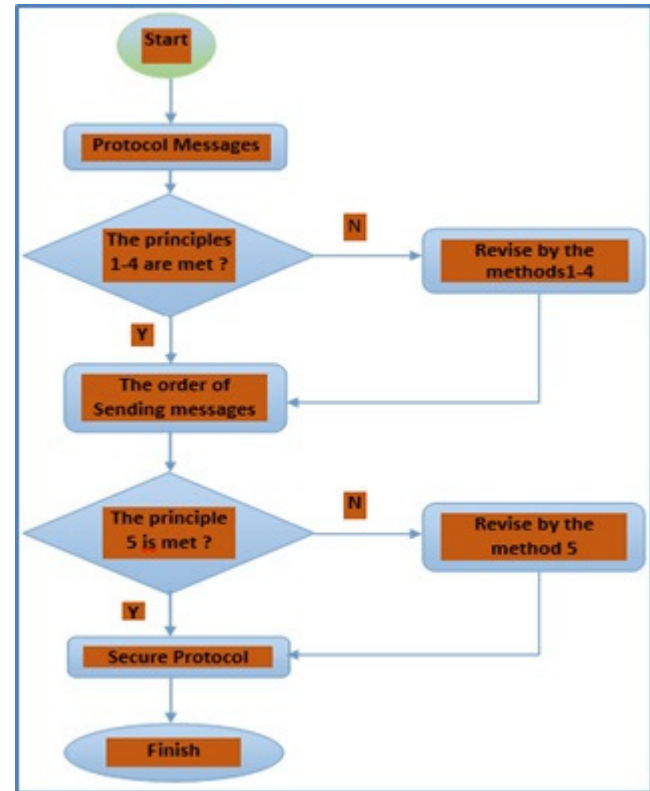 Start
Protocol Messages
The principles
1-4 are met ?
N
Revise by the
methods1-4
Y
The order of
Sending messages
The principle
5 is met ?
N
Revise by the
method 5
Y
Secure Protocol
Finish